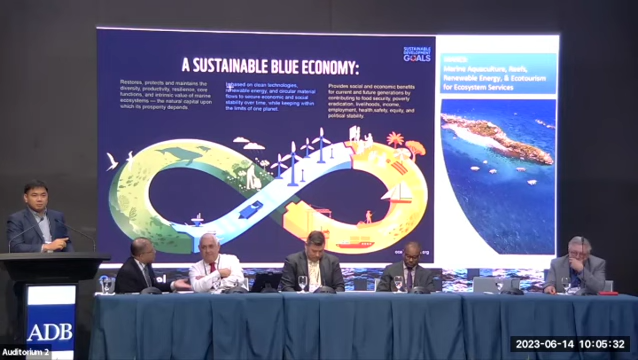 SUSTAINABLE
DEVELOPMENT
GOALS
A SUSTAINABLE BLUE ECONOMY:
Restores, protects and maintains the
diversity, productivity, resilience, core
functions, and intrinsic value of marine
ecosystems — the natural capital upon
which its prosperity depends.
based on clean technologies,
renewable energy, and circular material
flows to secure economic and social
stability over time, while keeping within
the limits of one planet.
Provides social and economic benefits
for current and future generations by
contributing to food security, poverty
eradication, livelihoods, income,
employment, health, safety, equity, and
political stability.
Marine Aquaculture, Reefs,
Renewable Energy, & Ecotourism
for Ecosystem Services
ADB
Auditorium 2
2023-06-14 10:05:32